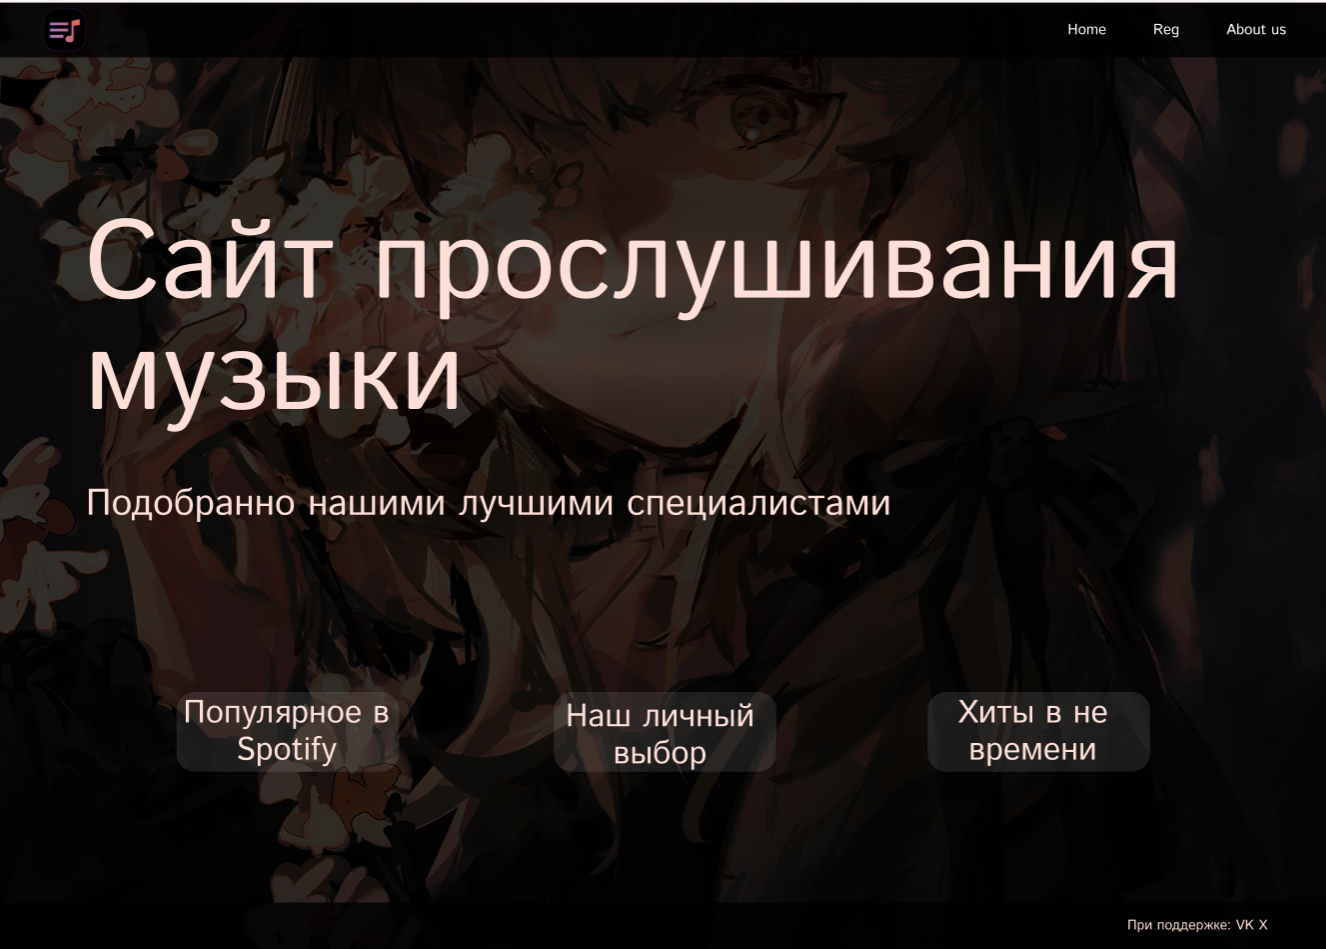 Home Reg About us
Сайт прослушивания
музыки
Подобранно нашими лучшими специалистами
Популярное в
Spotify
Наш личный
выбор
Хиты в не
времени
При поддержке: VK X